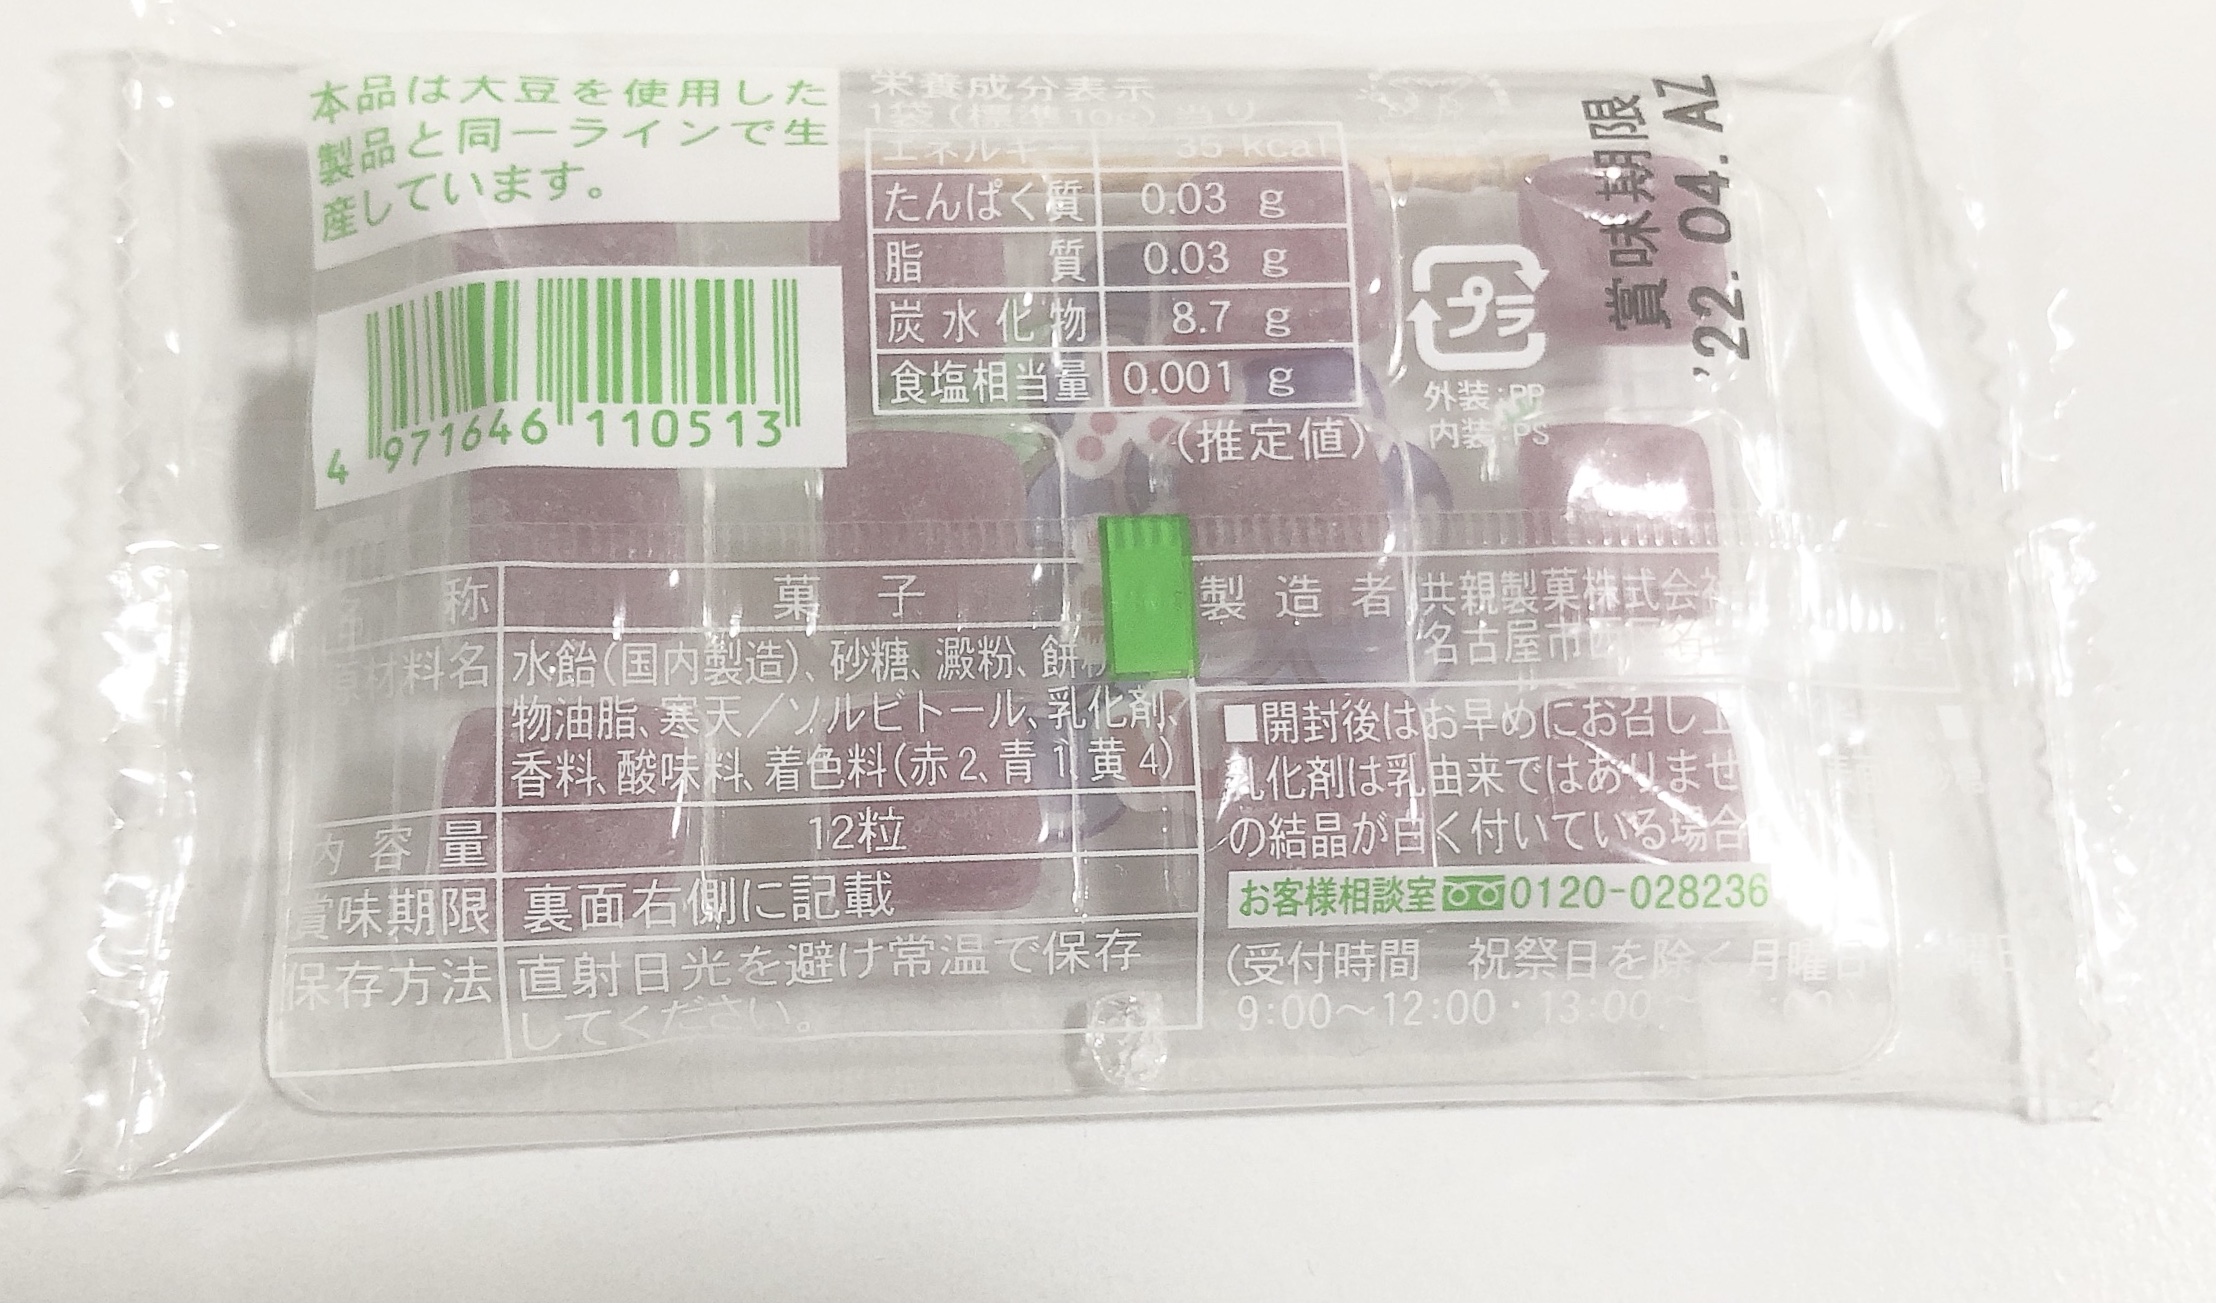 本品は大豆を使用した
製品と同一ラインで生
産しています。
4 971646 110513
栄養成分表示
1袋(標準10g)当り
エネルギー 35 kcal
たんぱく質 0.03 g
脂質 0.03 g
炭水化物 8.7 g
食塩相当量 0.001 g
(推定値)
プラ
外装:PP
内装:PS
賞味期限
'22. 04. AZ
名称 菓子
原材料名 水飴(国内製造)、砂糖、澱粉、餅
物油脂、寒天/ソルビトール、乳化剤、
香料、酸味料、着色料(赤2、青1、黄4)
内容量 12粒
賞味期限 裏面右側に記載
保存方法 直射日光を避け常温で保存
してください。
製造者 共親製菓株式会社
名古屋市西区名
■開封後はお早めにお召し上
乳化剤は乳由来ではありませ
の結晶が白く付いている場合
お客様相談室 0120-028236
(受付時間 祝祭日を除く月曜日
9:00〜12:00・13:00〜